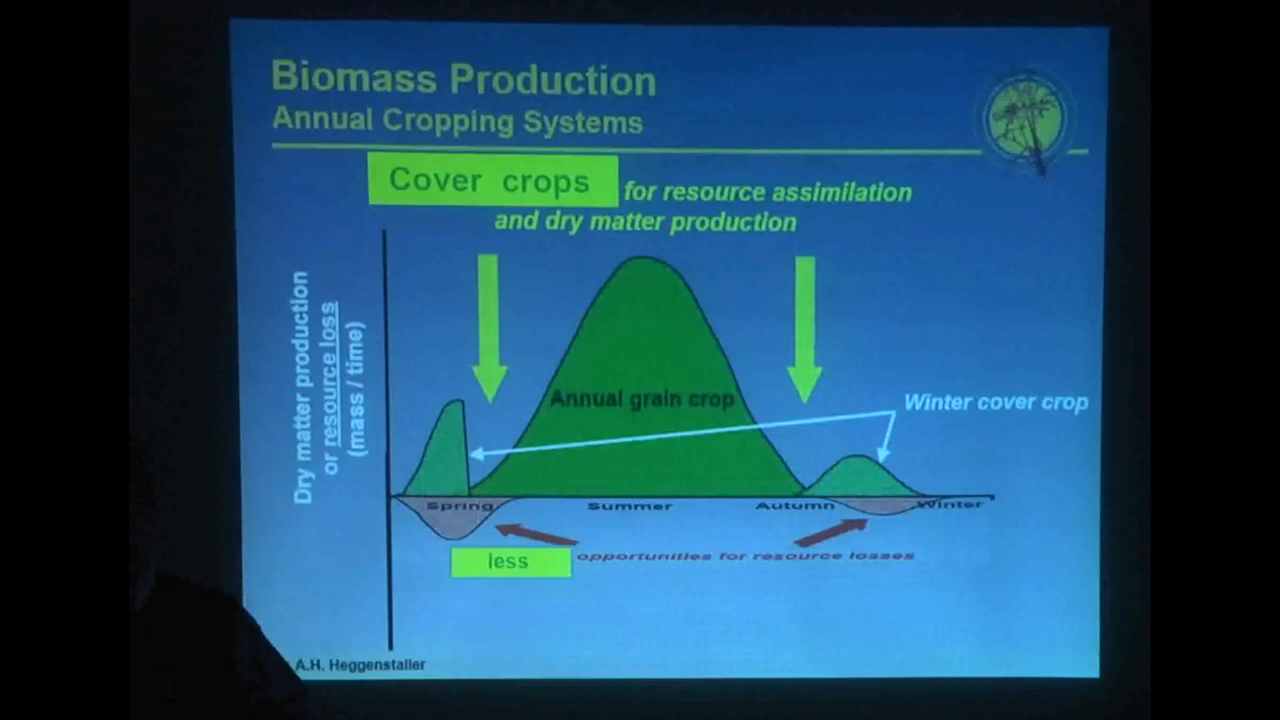 Biomass Production
Annual Cropping Systems
Cover crops
for resource assimilation
and dry matter production
Dry matter production
or resource loss
(mass / time)
Annual grain crop
Winter cover crop
Spring
Summer
Autumn
Winter
less
opportunities for resource losses
A.H. Heggenstaller